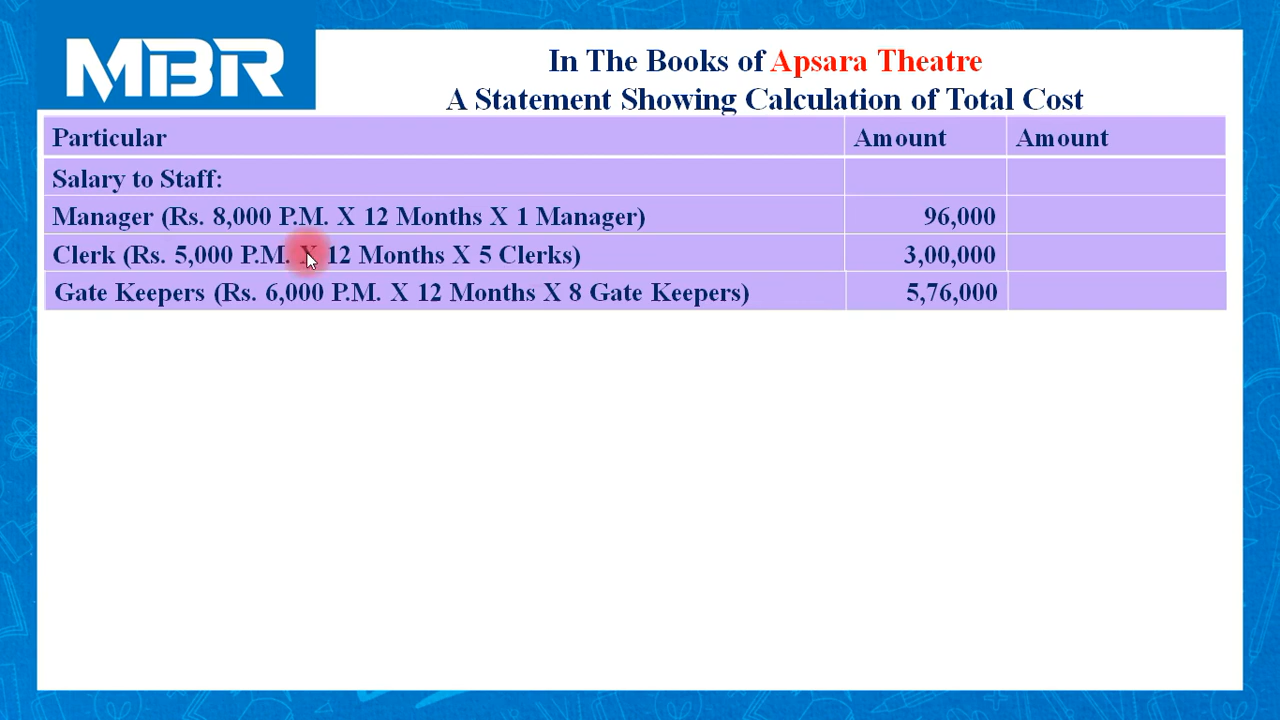 MBR
In The Books of Apsara Theatre
A Statement Showing Calculation of Total Cost
Particular Amount Amount
Salary to Staff:
Manager (Rs. 8,000 P.M. X 12 Months X 1 Manager) 96,000
Clerk (Rs. 5,000 P.M. X 12 Months X 5 Clerks) 3,00,000
Gate Keepers (Rs. 6,000 P.M. X 12 Months X 8 Gate Keepers) 5,76,000